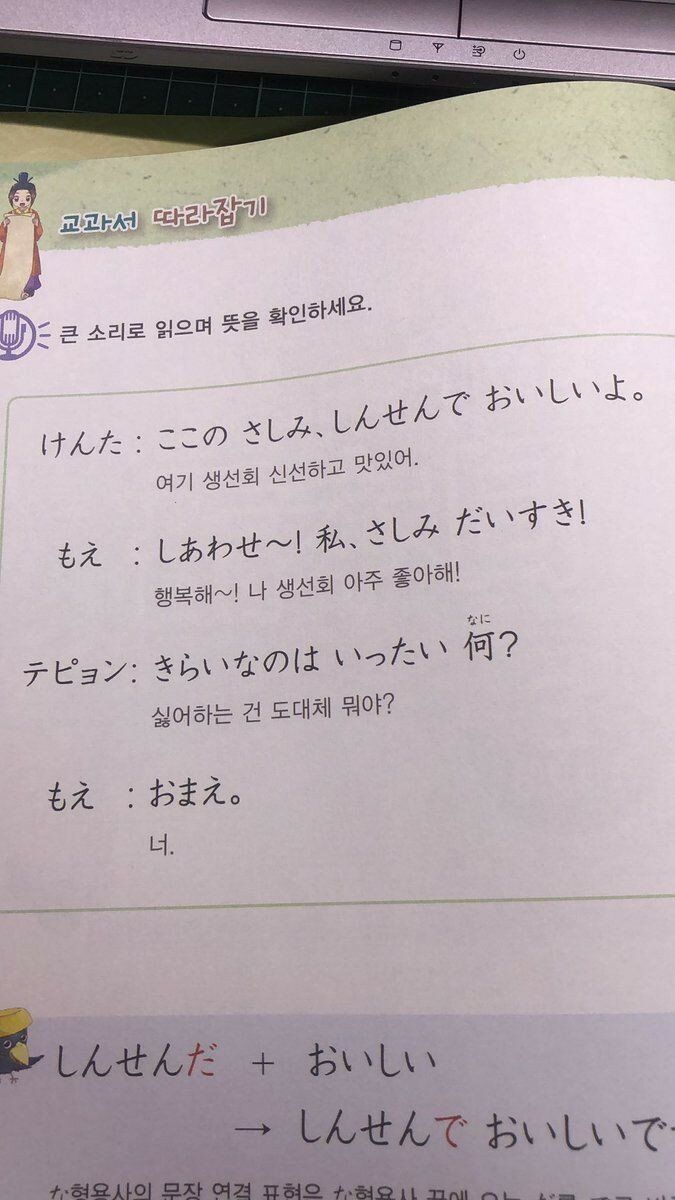 교과서 따라잡기
큰 소리로 읽으며 뜻을 확인하세요.
けんた : ここの さしみ、しんせんで おいしいよ。
여기 생선회 신선하고 맛있어.
もえ : しあわせ〜! 私、さしみ だいすき!
행복해~! 나 생선회 아주 좋아해!
なに
テピョン: きらいなのは いったい 何?
싫어하는 건 도대체 뭐야?
もえ : おまえ。
너.
しんせんだ + おいしい
→ しんせんで おいしいで
な형용사의 문장 연결 표현은 な형용사 끝에